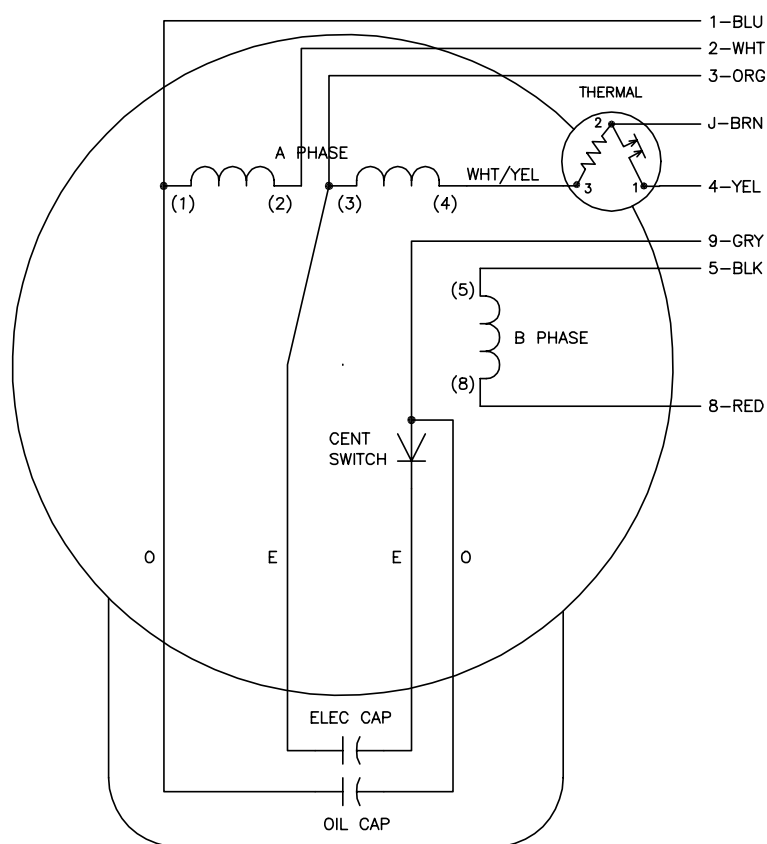 1-BLU
2-WHT
3-ORG
THERMAL
2
J-BRN
A PHASE
WHT/YEL
3
1
4-YEL
(1)
(2)
(3)
(4)
9-GRY
5-BLK
(5)
B PHASE
(8)
8-RED
CENT
SWITCH
O
E
E
O
ELEC CAP
OIL CAP